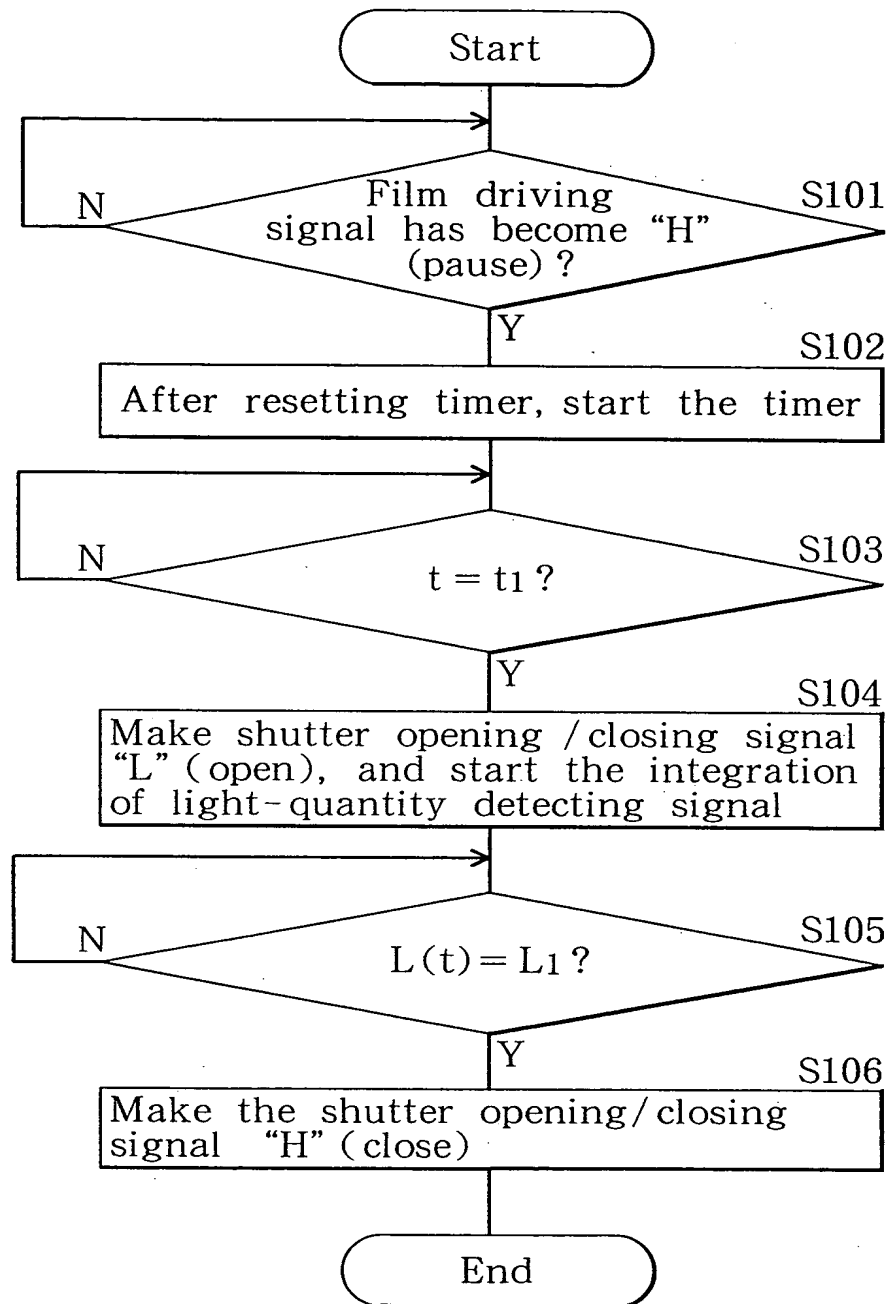 Start
N
Film driving
signal has become “H”
(pause) ?
S101
Y
S102
After resetting timer, start the timer
N
t = t1 ?
S103
Y
S104
Make shutter opening /closing signal
“L” (open), and start the integration
of light-quantity detecting signal
N
L(t) = L1 ?
S105
Y
S106
Make the shutter opening/closing
signal “H” (close)
End